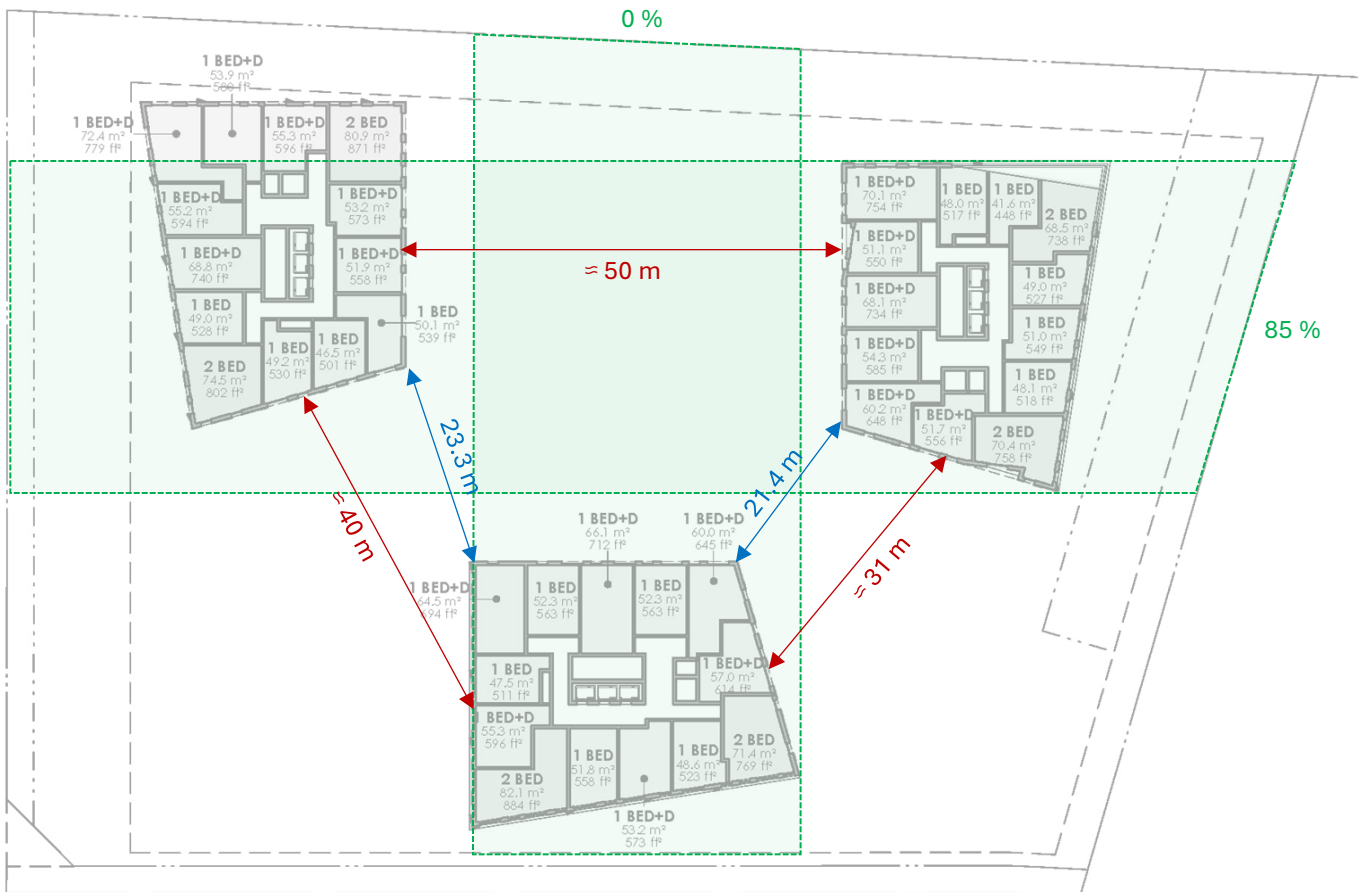 0 %
85 %
≈ 50 m
23.3 m
21.4 m
≈ 40 m
≈ 31 m
1 BED+D
53.9 m²
580 ft²
1 BED+D
72.4 m²
779 ft²
1 BED+D
55.3 m²
596 ft²
2 BED
80.9 m²
871 ft²
1 BED+D
55.2 m²
594 ft²
1 BED+D
53.2 m²
573 ft²
1 BED+D
68.8 m²
740 ft²
1 BED+D
51.9 m²
558 ft²
1 BED
49.0 m²
528 ft²
1 BED
50.1 m²
539 ft²
2 BED
74.5 m²
802 ft²
1 BED
49.2 m²
530 ft²
1 BED
46.5 m²
501 ft²
1 BED+D
70.1 m²
754 ft²
1 BED
48.0 m²
517 ft²
1 BED
41.6 m²
448 ft²
2 BED
68.5 m²
738 ft²
1 BED+D
51.1 m²
550 ft²
1 BED
49.0 m²
527 ft²
1 BED+D
68.1 m²
734 ft²
1 BED
51.0 m²
549 ft²
1 BED+D
54.3 m²
585 ft²
1 BED
48.1 m²
518 ft²
1 BED+D
60.2 m²
648 ft²
1 BED+D
51.7 m²
556 ft²
2 BED
70.4 m²
758 ft²
1 BED+D
64.5 m²
694 ft²
1 BED
52.3 m²
563 ft²
1 BED+D
66.1 m²
712 ft²
1 BED
52.3 m²
563 ft²
1 BED+D
60.0 m²
645 ft²
1 BED
47.5 m²
511 ft²
1 BED+D
57.0 m²
614 ft²
1 BED+D
55.3 m²
596 ft²
2 BED
82.1 m²
884 ft²
1 BED
51.8 m²
558 ft²
1 BED+D
53.2 m²
573 ft²
1 BED
48.6 m²
523 ft²
2 BED
71.4 m²
769 ft²